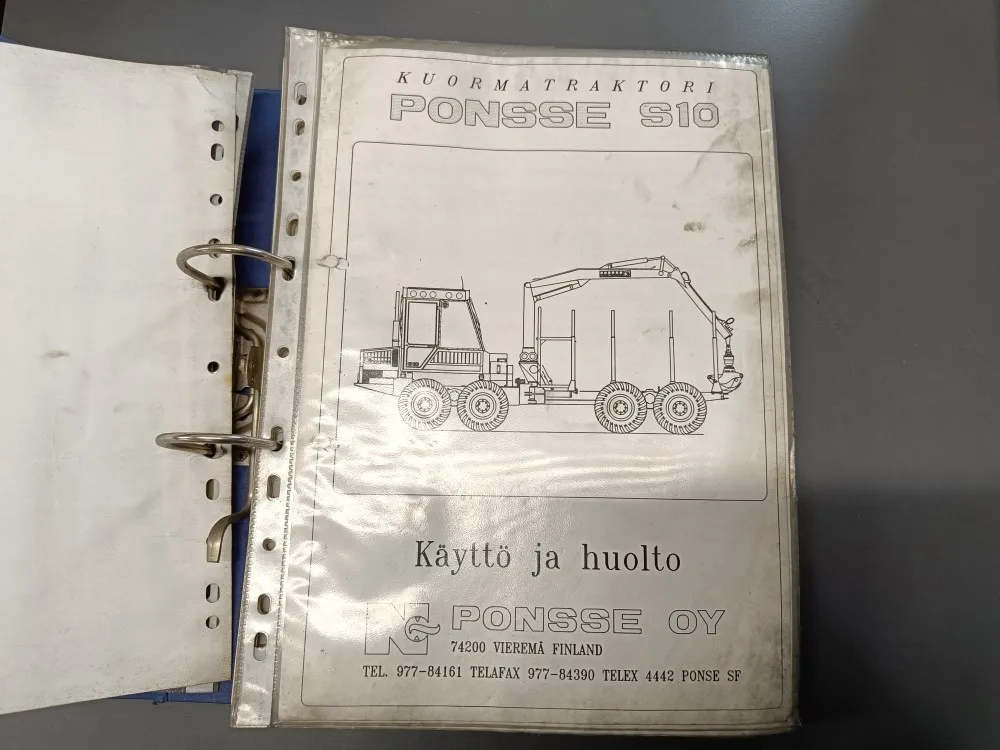 KUORMATRAKTORI
PONSSE S10
Käyttö ja huolto
PONSSE OY
74200 VIEREMÄ FINLAND
TEL. 977-84161 TELAFAX 977-84390 TELEX 4442 PONSE SF